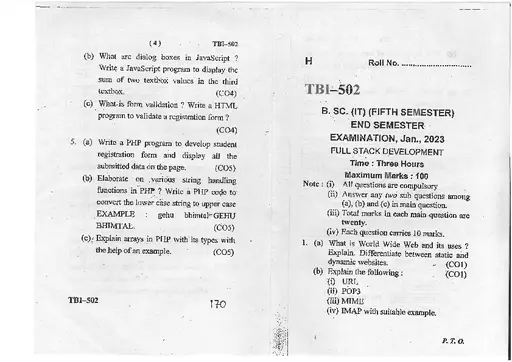 ( 4 ) TBI-502
(b) What are dialog boxes in JavaScript ?
Write a JavaScript program to display the
sum of two textbox values in the third
textbox. (CO4)
(c) What is form validation ? Write a HTML
program to validate a registration form ?
(CO4)
5. (a) Write a PHP program to develop student
registration form and display all the
submitted data on the page. (CO5)
(b) Elaborate on various string handling
functions in PHP ? Write a PHP code to
convert the lower case string to upper case
EXAMPLE : gehu bhimtal=GEHU
BHIMTAL. (CO5)
(c) Explain arrays in PHP with its types with
the help of an example. (CO5)
TBI-502 170
H Roll No. ..............................
TBI-502
B. SC. (IT) (FIFTH SEMESTER)
END SEMESTER
EXAMINATION, Jan., 2023
FULL STACK DEVELOPMENT
Time : Three Hours
Maximum Marks : 100
Note : (i) All questions are compulsory
(ii) Answer any two sub questions among
(a), (b) and (c) in main question.
(iii) Total marks in each main question are
twenty.
(iv) Each question carries 10 marks.
1. (a) What is World Wide Web and its uses ?
Explain. Differentiate between static and
dynamic websites. (CO1)
(b) Explain the following : (CO1)
(i) URL
(ii) POP3
(iii) MIME
(iv) IMAP with suitable example.
P. T. O.